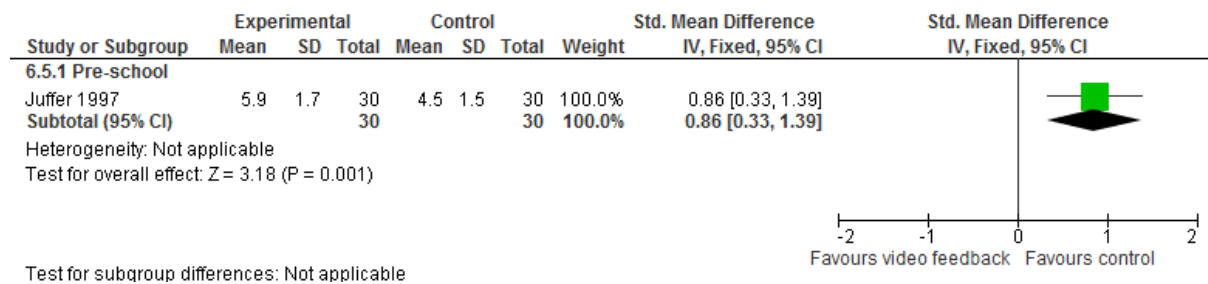 Experimental Control Std. Mean Difference Std. Mean Difference
Study or Subgroup Mean SD Total Mean SD Total Weight IV, Fixed, 95% CI IV, Fixed, 95% CI
6.5.1 Pre-school
Juffer 1997 5.9 1.7 30 4.5 1.5 30 100.0% 0.86 [0.33, 1.39]
Subtotal (95% CI) 30 30 100.0% 0.86 [0.33, 1.39]
Heterogeneity: Not applicable
Test for overall effect: Z = 3.18 (P = 0.001)
-2 -1 0 1 2
Favours video feedback Favours control
Test for subgroup differences: Not applicable